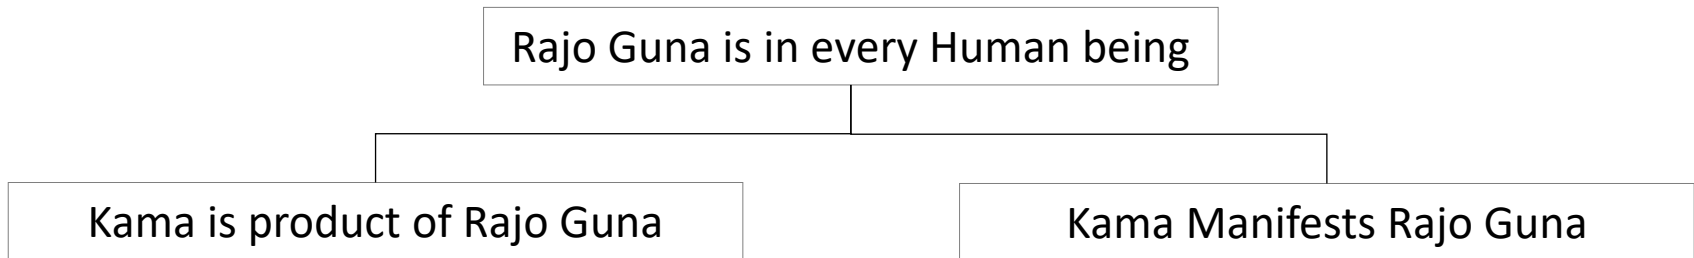 Rajo Guna is in every Human being
Kama is product of Rajo Guna
Kama Manifests Rajo Guna